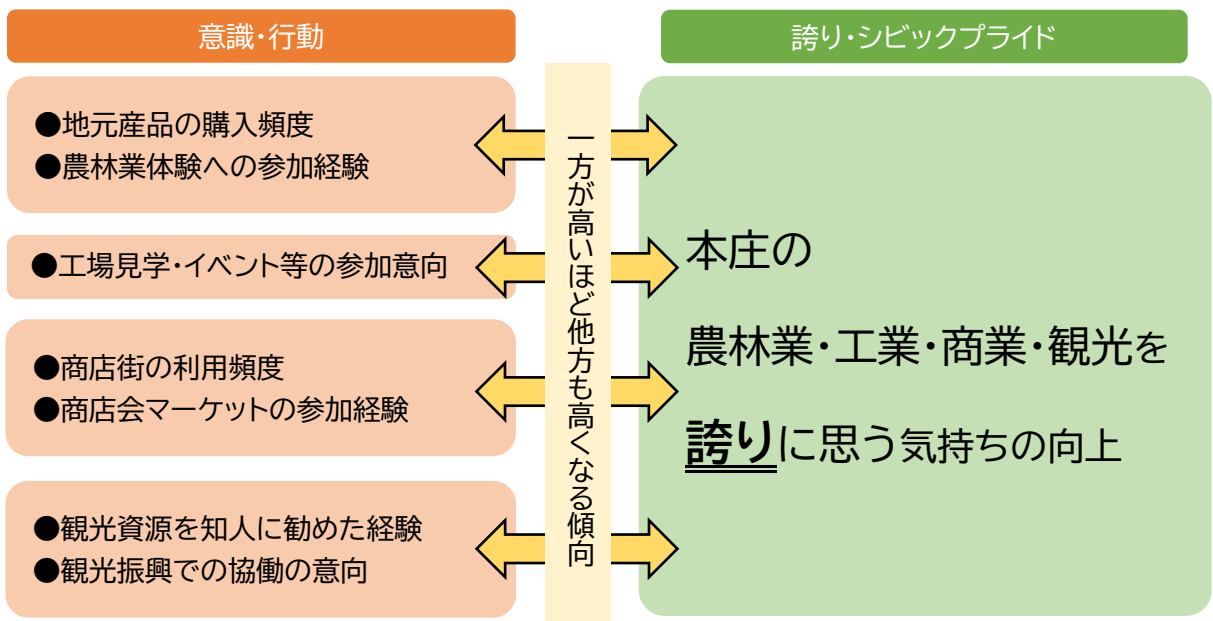 意識・行動
誇り・シビックプライド
●地元産品の購入頻度
●農林業体験への参加経験
●工場見学・イベント等の参加意向
●商店街の利用頻度
●商店会マーケットの参加経験
●観光資源を知人に勧めた経験
●観光振興での協働の意向
一方が高いほど他方も高くなる傾向
本庄の
農林業・工業・商業・観光を
誇りに思う気持ちの向上